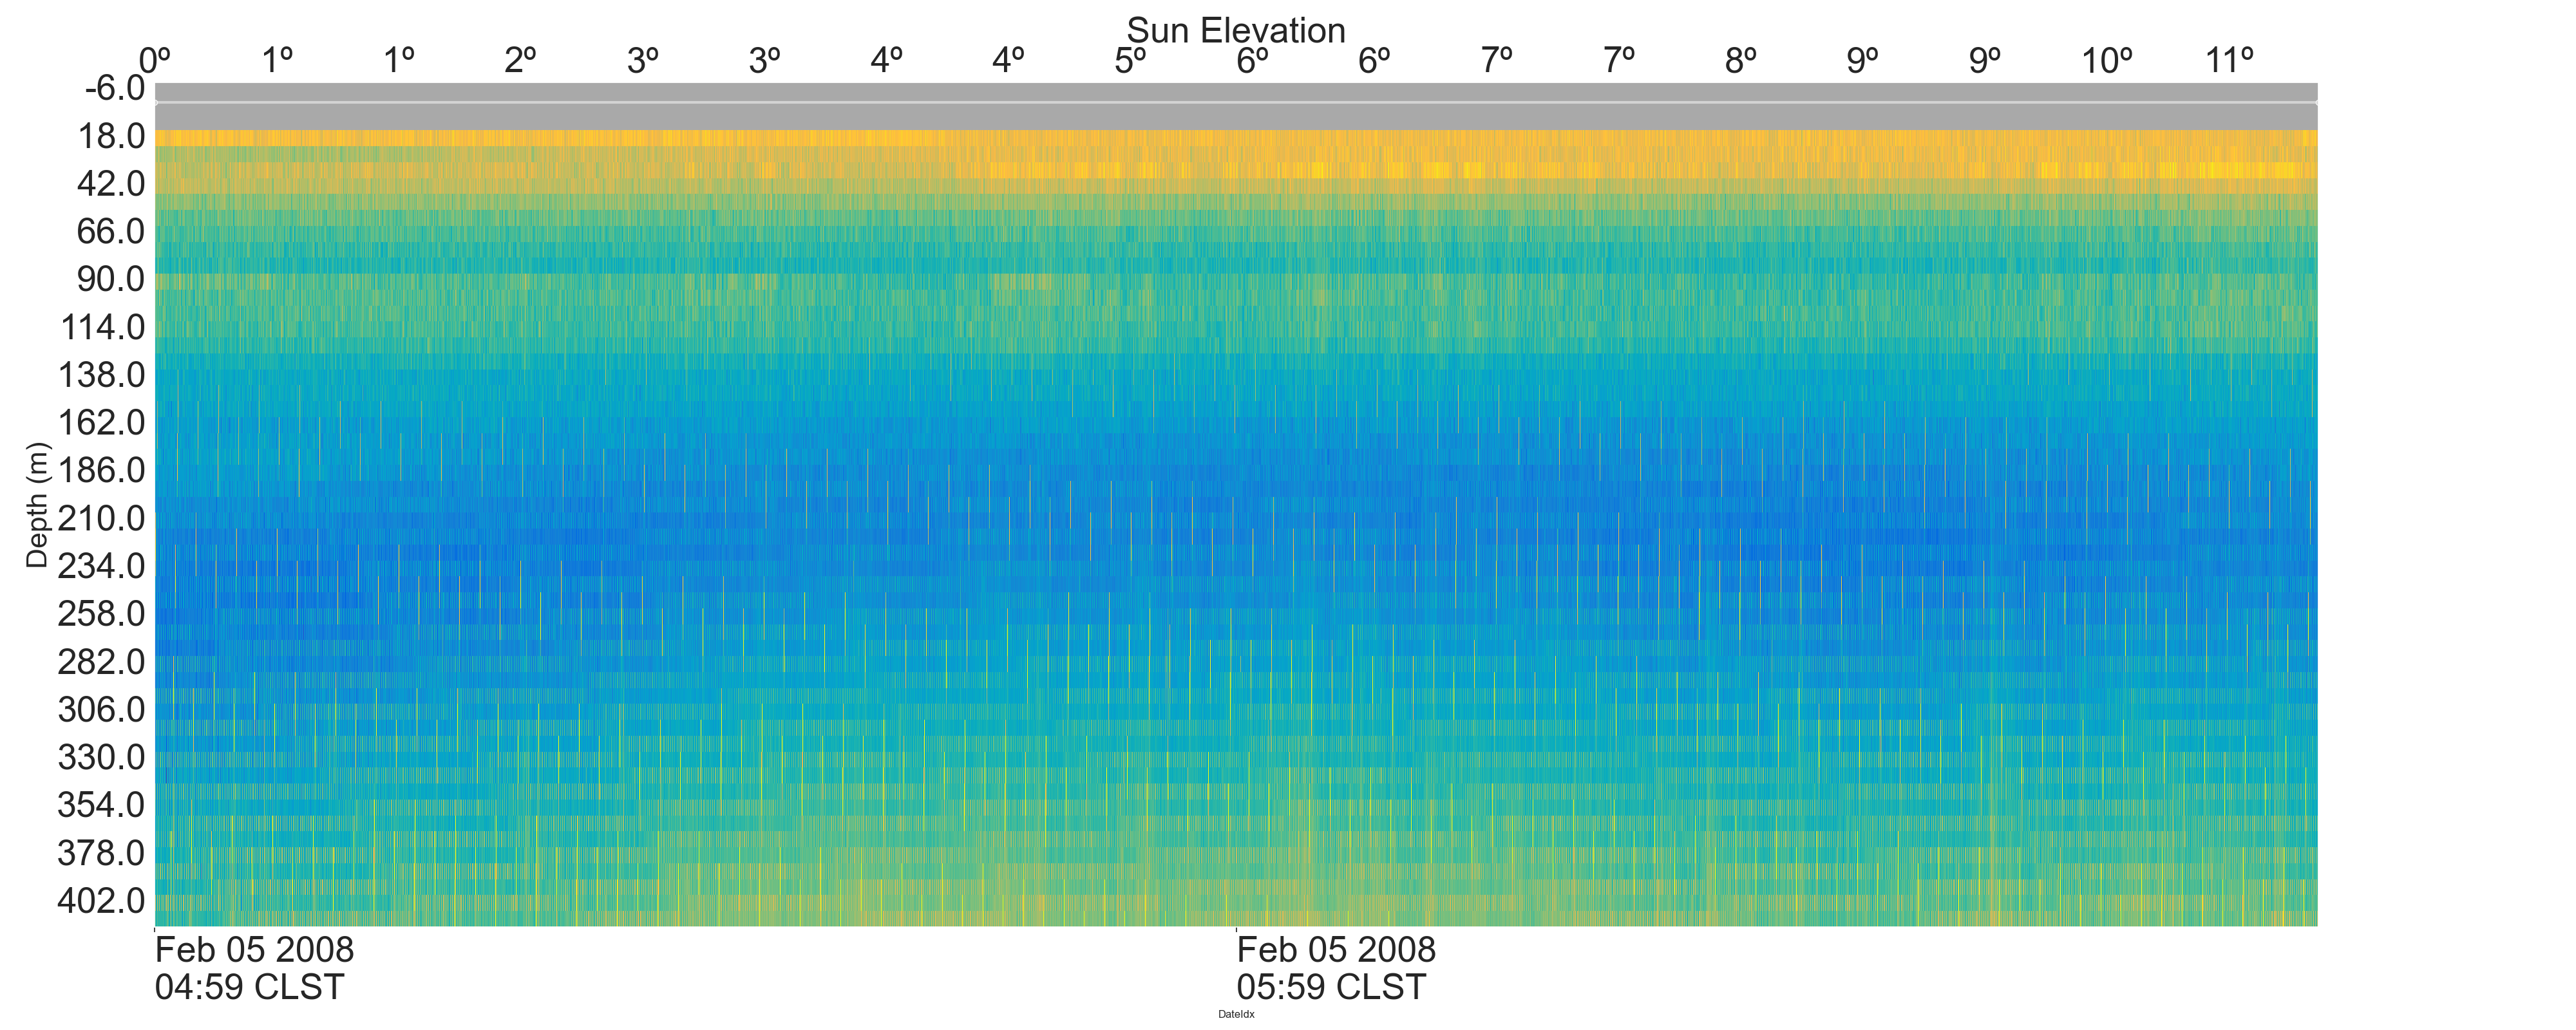 Sun Elevation
0º 1º 1º 2º 3º 3º 4º 4º 5º 6º 6º 7º 7º 8º 9º 9º 10º 11º
-6.0
18.0
42.0
66.0
90.0
114.0
138.0
162.0
186.0
210.0
234.0
258.0
282.0
306.0
330.0
354.0
378.0
402.0
Depth (m)
Feb 05 2008
04:59 CLST
Feb 05 2008
05:59 CLST
DateIdx